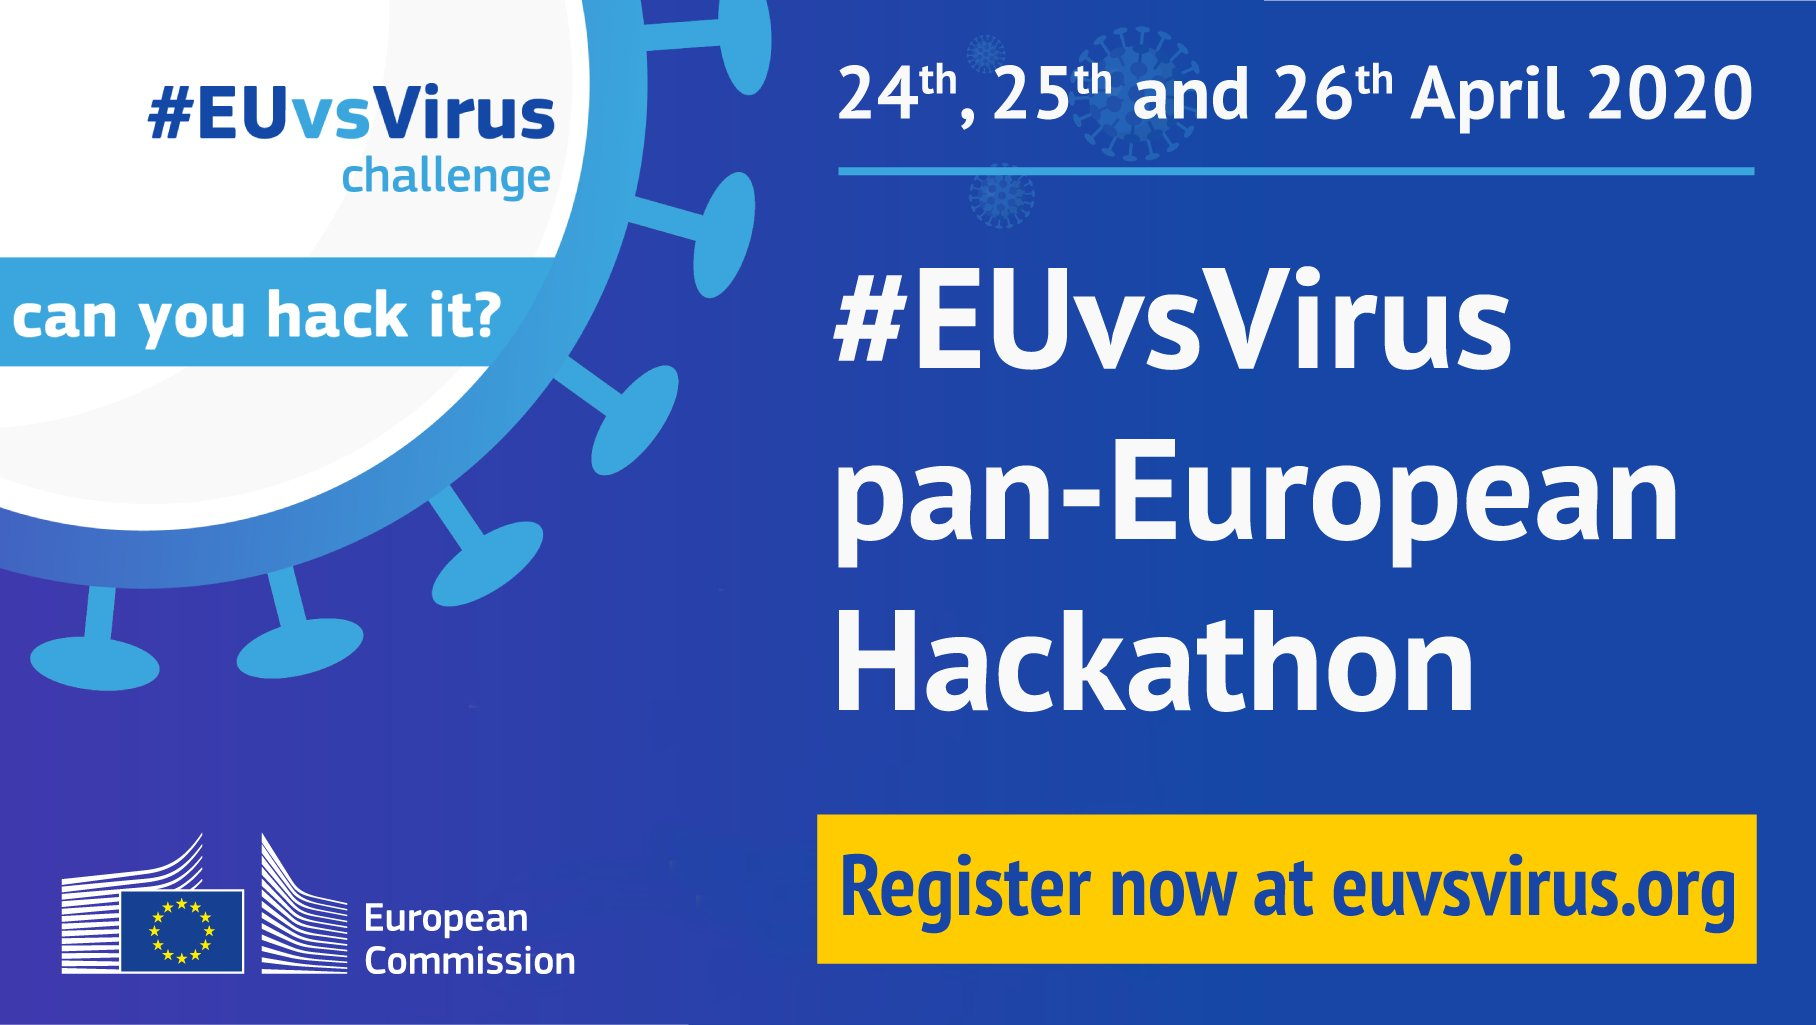 #EUvsVirus
challenge
can you hack it?
24th, 25th and 26th April 2020
#EUvsVirus
pan-European
Hackathon
Register now at euvsvirus.org
European
Commission